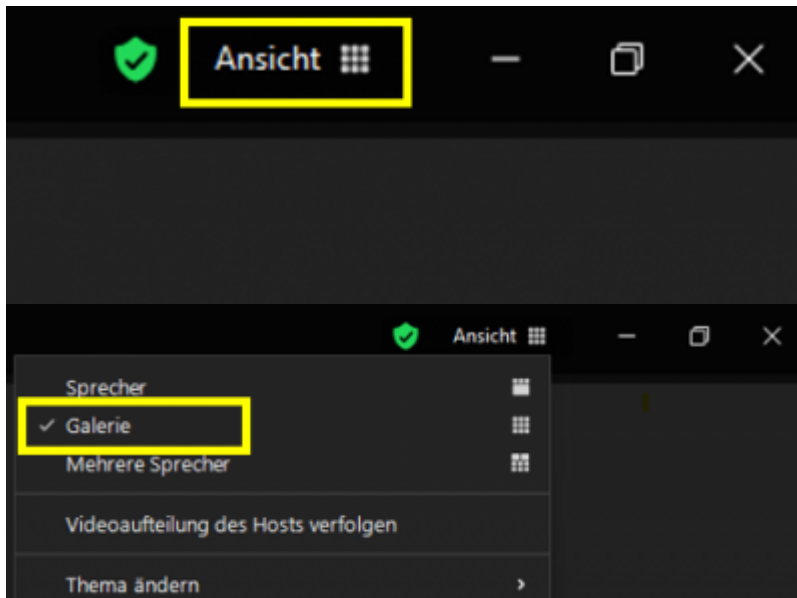 Ansicht
Ansicht
Sprecher
Galerie
Mehrere Sprecher
Videoaufteilung des Hosts verfolgen
Thema ändern